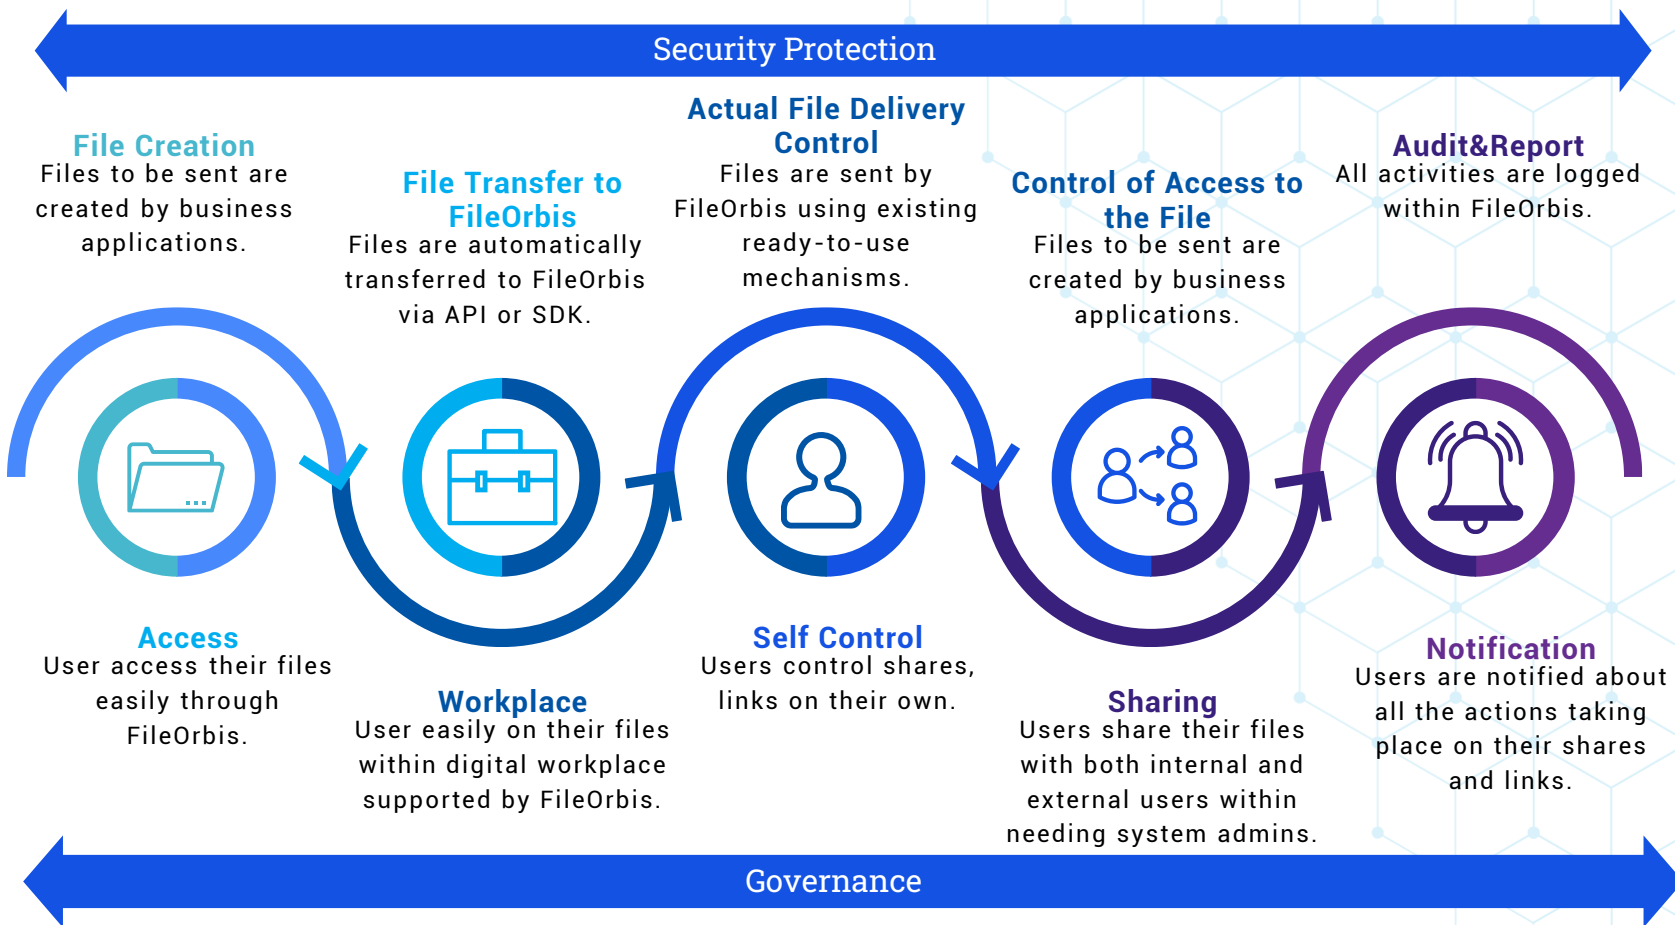 Security Protection
File Creation
Files to be sent are
created by business
applications.
File Transfer to
FileOrbis
Files are automatically
transferred to FileOrbis
via API or SDK.
Actual File Delivery
Control
Files are sent by
FileOrbis using existing
ready-to-use
mechanisms.
Control of Access to
the File
Files to be sent are
created by business
applications.
Audit&Report
All activities are logged
within FileOrbis.
Access
User access their files
easily through
FileOrbis.
Workplace
User easily on their files
within digital workplace
supported by FileOrbis.
Self Control
Users control shares,
links on their own.
Sharing
Users share their files
with both internal and
external users within
needing system admins.
Notification
Users are notified about
all the actions taking
place on their shares
and links.
Governance